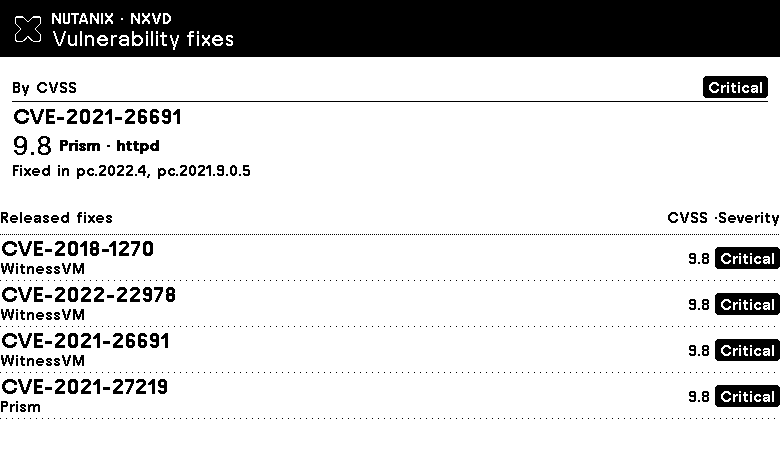 NUTANIX · NXVD
Vulnerability fixes
By CVSS Critical
CVE-2021-26691
9.8 Prism · httpd
Fixed in pc.2022.4, pc.2021.9.0.5
Released fixes CVSS ·Severity
CVE-2018-1270
WitnessVM 9.8 Critical
CVE-2022-22978
WitnessVM 9.8 Critical
CVE-2021-26691
WitnessVM 9.8 Critical
CVE-2021-27219
Prism 9.8 Critical